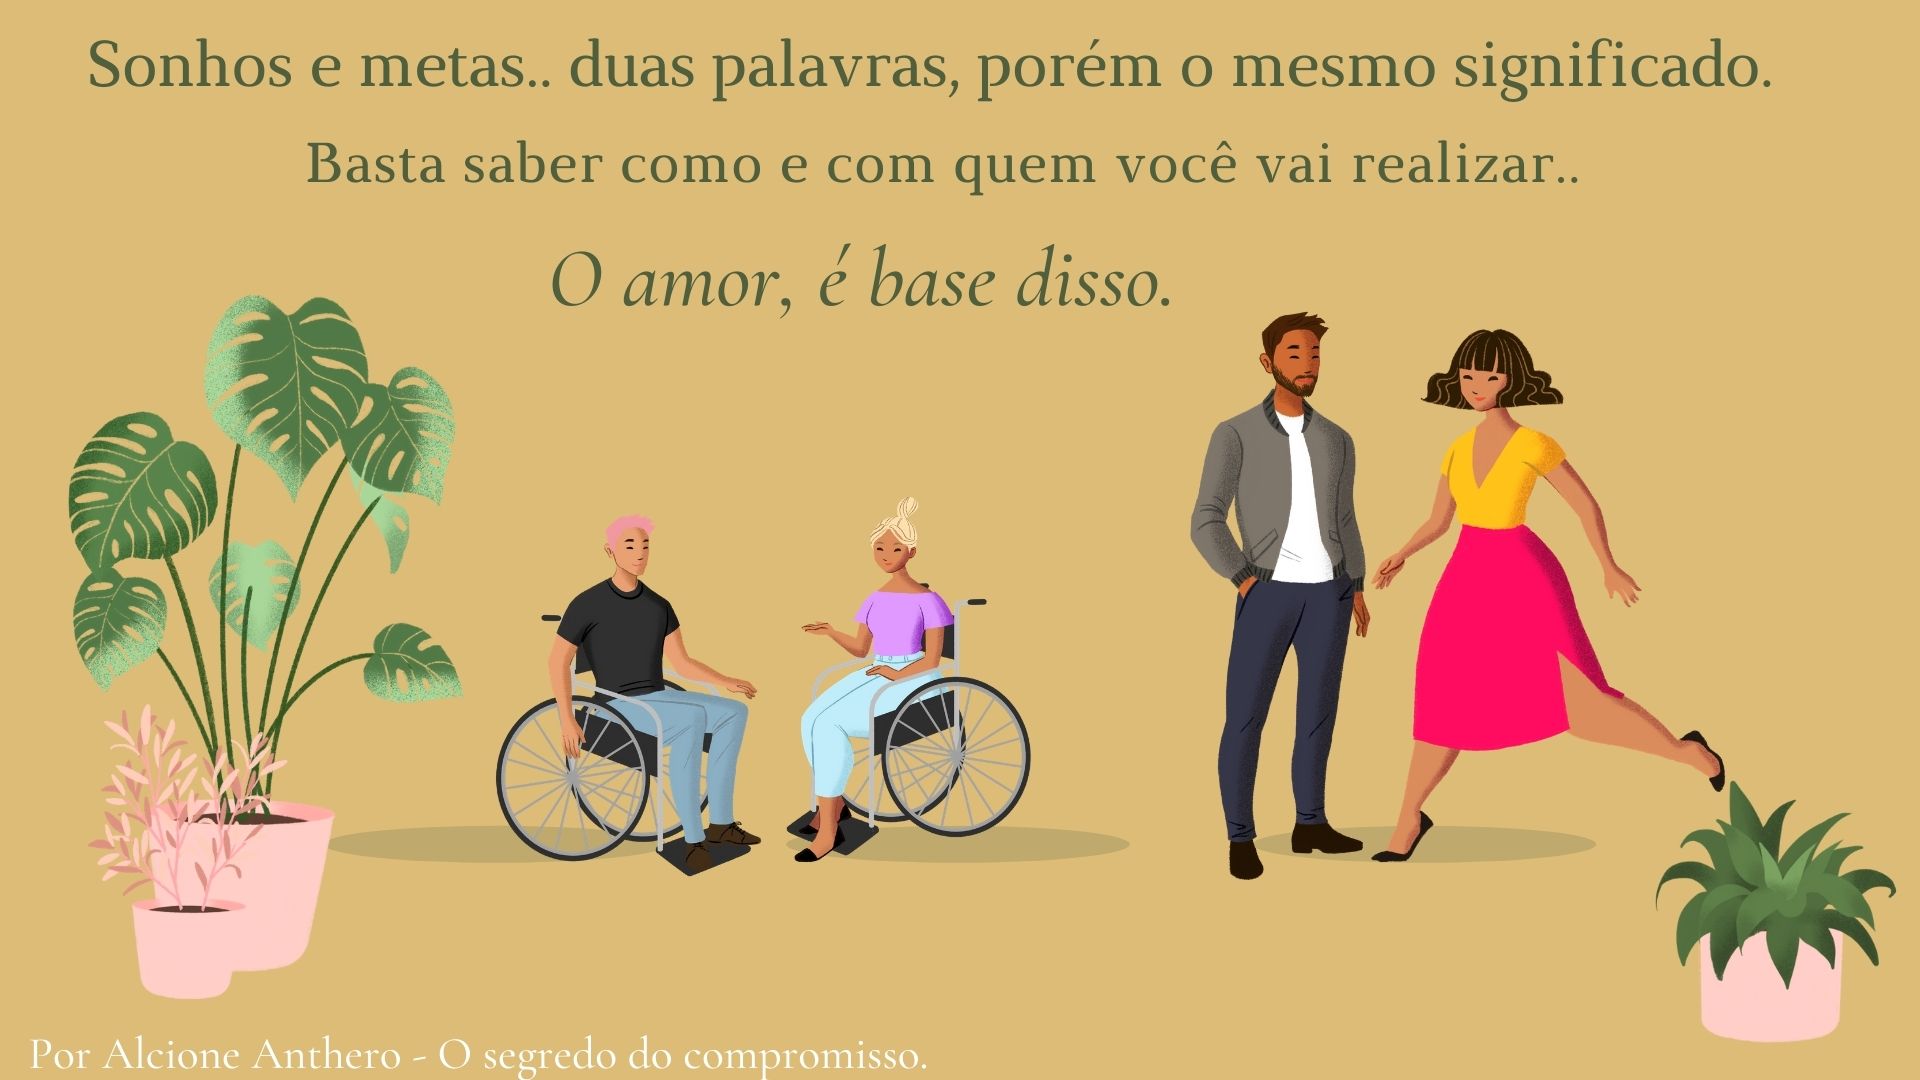 Sonhos e metas.. duas palavras, porém o mesmo significado.
Basta saber como e com quem você vai realizar..
O amor, é base disso.
Por Alcione Anthero - O segredo do compromisso.